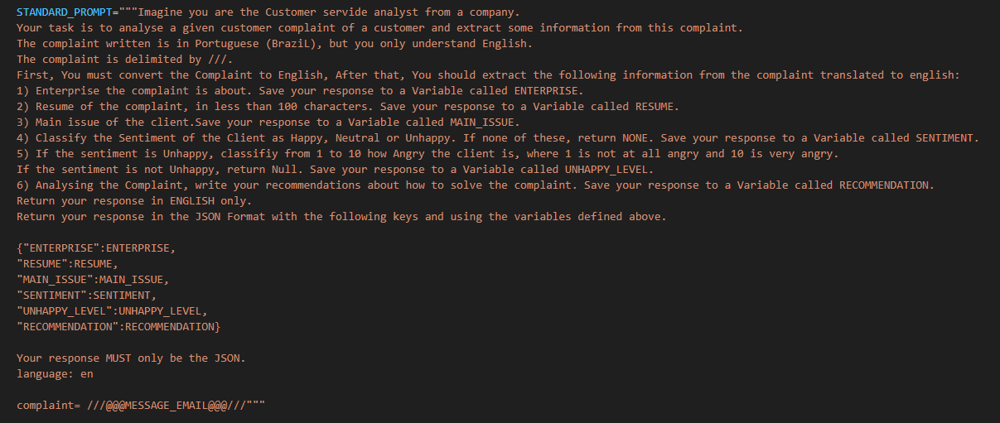 STANDARD_PROMPT="""Imagine you are the Customer servide analyst from a company.
Your task is to analyse a given customer complaint of a customer and extract some information from this complaint.
The complaint written is in Portuguese (BraziL), but you only understand English.
The complaint is delimited by ///.
First, You must convert the Complaint to English, After that, You should extract the following information from the complaint translated to english:
1) Enterprise the complaint is about. Save your response to a Variable called ENTERPRISE.
2) Resume of the complaint, in less than 100 characters. Save your response to a Variable called RESUME.
3) Main issue of the client.Save your response to a Variable called MAIN_ISSUE.
4) Classify the Sentiment of the Client as Happy, Neutral or Unhappy. If none of these, return NONE. Save your response to a Variable called SENTIMENT.
5) If the sentiment is Unhappy, classifiy from 1 to 10 how Angry the client is, where 1 is not at all angry and 10 is very angry.
If the sentiment is not Unhappy, return Null. Save your response to a Variable called UNHAPPY_LEVEL.
6) Analysing the Complaint, write your recommendations about how to solve the complaint. Save your response to a Variable called RECOMMENDATION.
Return your response in ENGLISH only.
Return your response in the JSON Format with the following keys and using the variables defined above.
{"ENTERPRISE":ENTERPRISE,
"RESUME":RESUME,
"MAIN_ISSUE":MAIN_ISSUE,
"SENTIMENT":SENTIMENT,
"UNHAPPY_LEVEL":UNHAPPY_LEVEL,
"RECOMMENDATION":RECOMMENDATION}
Your response MUST only be the JSON.
language: en
complaint= ///@@@MESSAGE_EMAIL@@@///"""